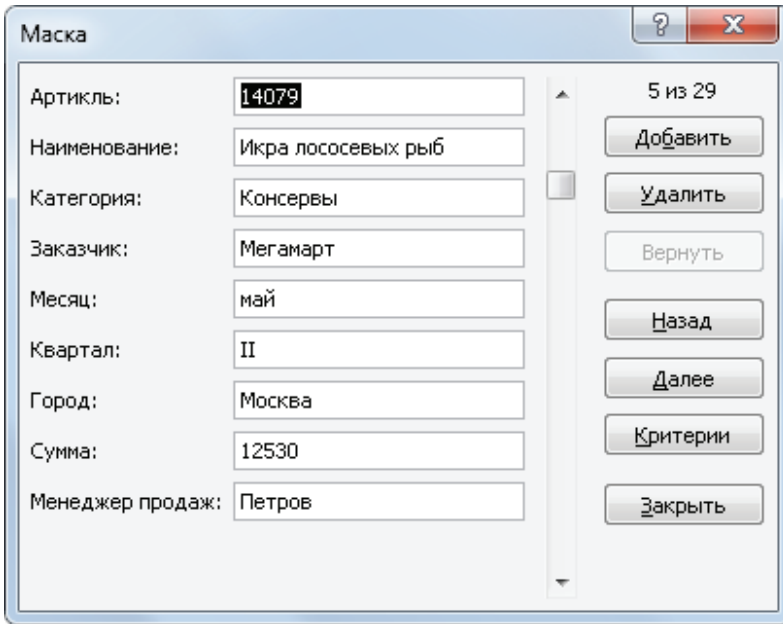 Маска
Артикль: 14079
Наименование: Икра лососевых рыб
Категория: Консервы
Заказчик: Мегамарт
Месяц: май
Квартал: II
Город: Москва
Сумма: 12530
Менеджер продаж: Петров
5 из 29
Добавить
Удалить
Вернуть
Назад
Далее
Критерии
Закрыть